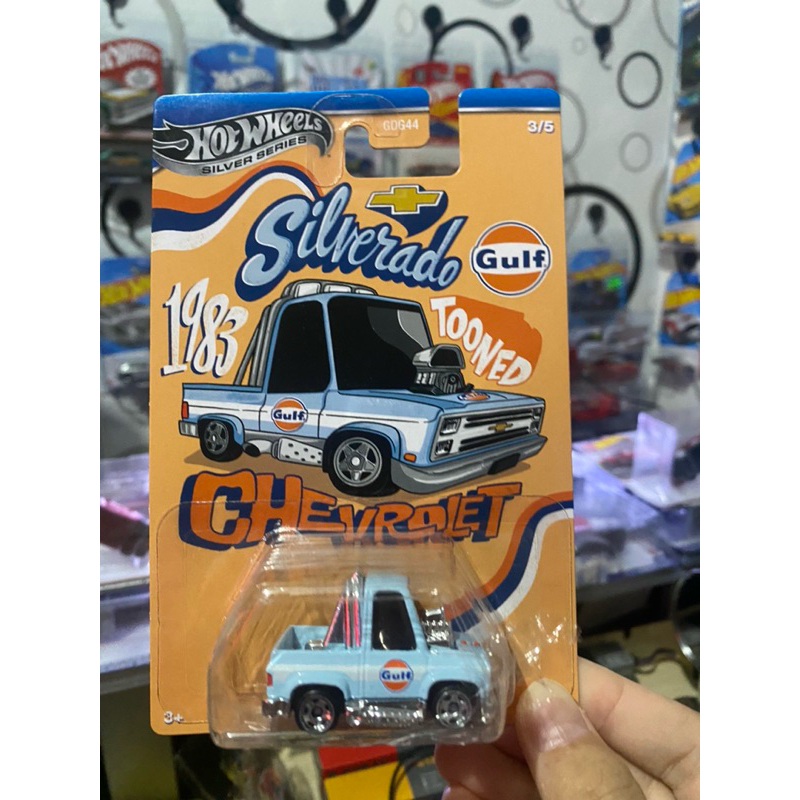 HOT WHEELS
SILVER SERIES
GDG44
3/5
Silverado
Gulf
1983
TOONED
Gulf
CHEVROLET
Gulf
3+